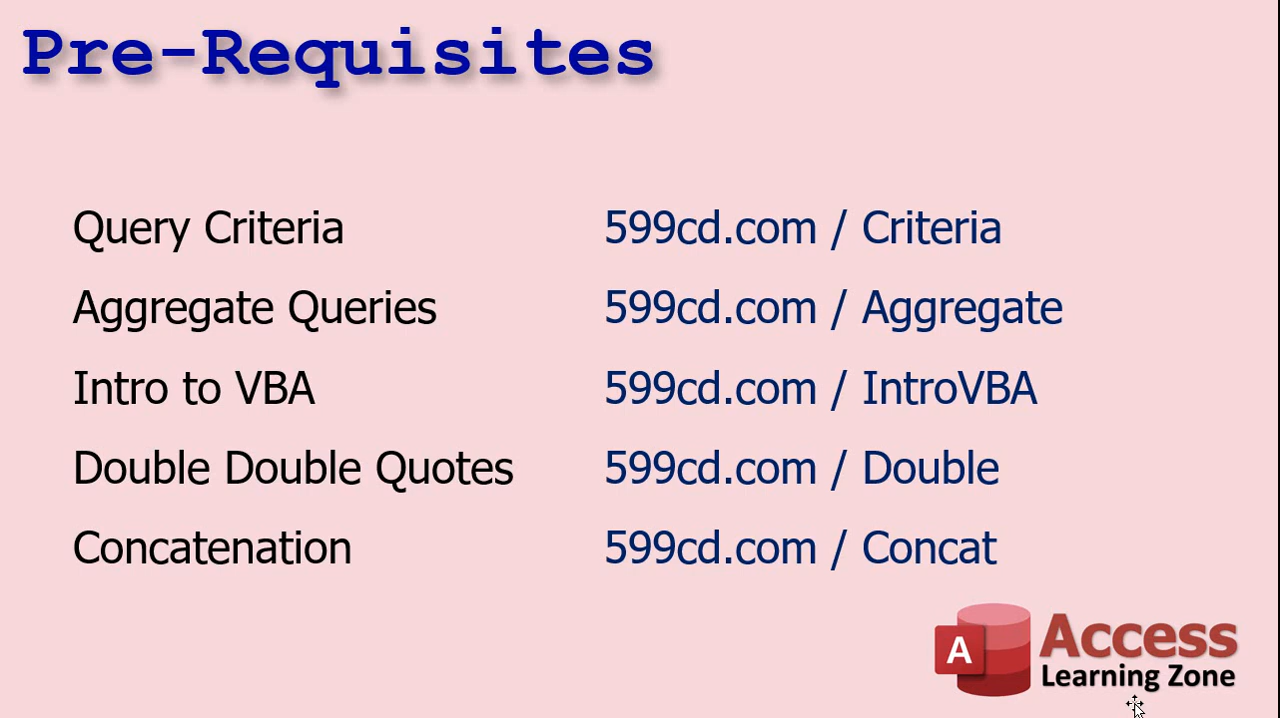 Pre-Requisites
Query Criteria 599cd.com / Criteria
Aggregate Queries 599cd.com / Aggregate
Intro to VBA 599cd.com / IntroVBA
Double Double Quotes 599cd.com / Double
Concatenation 599cd.com / Concat
A Access
Learning Zone